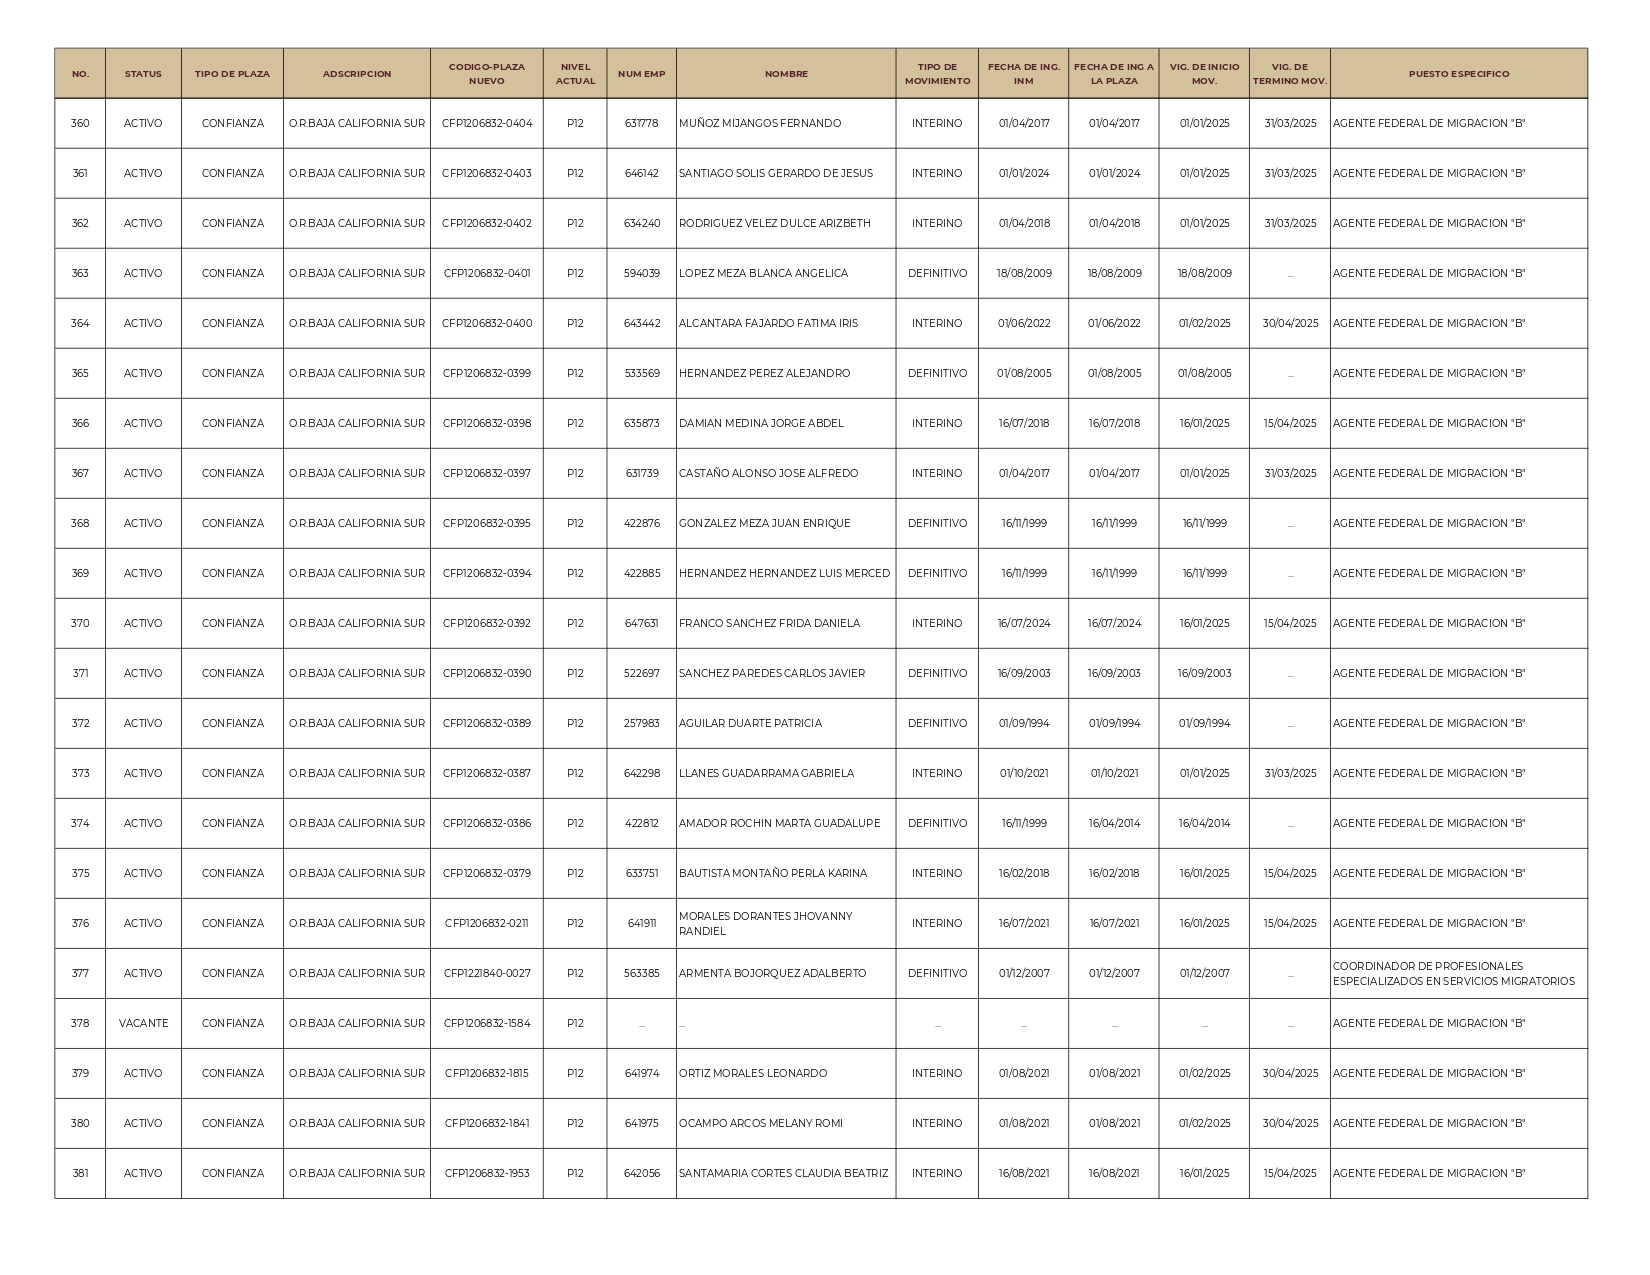 NO. STATUS TIPO DE PLAZA ADSCRIPCION CODIGO-PLAZA NUEVO NIVEL ACTUAL NUM EMP NOMBRE TIPO DE MOVIMIENTO FECHA DE ING. INM FECHA DE ING A LA PLAZA VIG. DE INICIO MOV. VIG. DE TERMINO MOV. PUESTO ESPECIFICO
360 ACTIVO CONFIANZA O.R.BAJA CALIFORNIA SUR CFP1206832-0404 P12 631778 MUÑOZ MIJANGOS FERNANDO INTERINO 01/04/2017 01/04/2017 01/01/2025 31/03/2025 AGENTE FEDERAL DE MIGRACION "B"
361 ACTIVO CONFIANZA O.R.BAJA CALIFORNIA SUR CFP1206832-0403 P12 646142 SANTIAGO SOLIS GERARDO DE JESUS INTERINO 01/01/2024 01/01/2024 01/01/2025 31/03/2025 AGENTE FEDERAL DE MIGRACION "B"
362 ACTIVO CONFIANZA O.R.BAJA CALIFORNIA SUR CFP1206832-0402 P12 634240 RODRIGUEZ VELEZ DULCE ARIZBETH INTERINO 01/04/2018 01/04/2018 01/01/2025 31/03/2025 AGENTE FEDERAL DE MIGRACION "B"
363 ACTIVO CONFIANZA O.R.BAJA CALIFORNIA SUR CFP1206832-0401 P12 594039 LOPEZ MEZA BLANCA ANGELICA DEFINITIVO 18/08/2009 18/08/2009 18/08/2009 ... AGENTE FEDERAL DE MIGRACION "B"
364 ACTIVO CONFIANZA O.R.BAJA CALIFORNIA SUR CFP1206832-0400 P12 643442 ALCANTARA FAJARDO FATIMA IRIS INTERINO 01/06/2022 01/06/2022 01/02/2025 30/04/2025 AGENTE FEDERAL DE MIGRACION "B"
365 ACTIVO CONFIANZA O.R.BAJA CALIFORNIA SUR CFP1206832-0399 P12 533569 HERNANDEZ PEREZ ALEJANDRO DEFINITIVO 01/08/2005 01/08/2005 01/08/2005 ... AGENTE FEDERAL DE MIGRACION "B"
366 ACTIVO CONFIANZA O.R.BAJA CALIFORNIA SUR CFP1206832-0398 P12 635873 DAMIAN MEDINA JORGE ABDEL INTERINO 16/07/2018 16/07/2018 16/01/2025 15/04/2025 AGENTE FEDERAL DE MIGRACION "B"
367 ACTIVO CONFIANZA O.R.BAJA CALIFORNIA SUR CFP1206832-0397 P12 631739 CASTAÑO ALONSO JOSE ALFREDO INTERINO 01/04/2017 01/04/2017 01/01/2025 31/03/2025 AGENTE FEDERAL DE MIGRACION "B"
368 ACTIVO CONFIANZA O.R.BAJA CALIFORNIA SUR CFP1206832-0395 P12 422876 GONZALEZ MEZA JUAN ENRIQUE DEFINITIVO 16/11/1999 16/11/1999 16/11/1999 ... AGENTE FEDERAL DE MIGRACION "B"
369 ACTIVO CONFIANZA O.R.BAJA CALIFORNIA SUR CFP1206832-0394 P12 422885 HERNANDEZ HERNANDEZ LUIS MERCED DEFINITIVO 16/11/1999 16/11/1999 16/11/1999 ... AGENTE FEDERAL DE MIGRACION "B"
370 ACTIVO CONFIANZA O.R.BAJA CALIFORNIA SUR CFP1206832-0392 P12 647631 FRANCO SANCHEZ FRIDA DANIELA INTERINO 16/07/2024 16/07/2024 16/01/2025 15/04/2025 AGENTE FEDERAL DE MIGRACION "B"
371 ACTIVO CONFIANZA O.R.BAJA CALIFORNIA SUR CFP1206832-0390 P12 522697 SANCHEZ PAREDES CARLOS JAVIER DEFINITIVO 16/09/2003 16/09/2003 16/09/2003 ... AGENTE FEDERAL DE MIGRACION "B"
372 ACTIVO CONFIANZA O.R.BAJA CALIFORNIA SUR CFP1206832-0389 P12 257983 AGUILAR DUARTE PATRICIA DEFINITIVO 01/09/1994 01/09/1994 01/09/1994 ... AGENTE FEDERAL DE MIGRACION "B"
373 ACTIVO CONFIANZA O.R.BAJA CALIFORNIA SUR CFP1206832-0387 P12 642298 LLANES GUADARRAMA GABRIELA INTERINO 01/10/2021 01/10/2021 01/01/2025 31/03/2025 AGENTE FEDERAL DE MIGRACION "B"
374 ACTIVO CONFIANZA O.R.BAJA CALIFORNIA SUR CFP1206832-0386 P12 422812 AMADOR ROCHIN MARTA GUADALUPE DEFINITIVO 16/11/1999 16/04/2014 16/04/2014 ... AGENTE FEDERAL DE MIGRACION "B"
375 ACTIVO CONFIANZA O.R.BAJA CALIFORNIA SUR CFP1206832-0379 P12 633751 BAUTISTA MONTAÑO PERLA KARINA INTERINO 16/02/2018 16/02/2018 16/01/2025 15/04/2025 AGENTE FEDERAL DE MIGRACION "B"
376 ACTIVO CONFIANZA O.R.BAJA CALIFORNIA SUR CFP1206832-0211 P12 641911 MORALES DORANTES JHOVANNY RANDIEL INTERINO 16/07/2021 16/07/2021 16/01/2025 15/04/2025 AGENTE FEDERAL DE MIGRACION "B"
377 ACTIVO CONFIANZA O.R.BAJA CALIFORNIA SUR CFP1221840-0027 P12 563385 ARMENTA BOJORQUEZ ADALBERTO DEFINITIVO 01/12/2007 01/12/2007 01/12/2007 ... COORDINADOR DE PROFESIONALES ESPECIALIZADOS EN SERVICIOS MIGRATORIOS
378 VACANTE CONFIANZA O.R.BAJA CALIFORNIA SUR CFP1206832-1584 P12 ... ... ... ... ... ... ... AGENTE FEDERAL DE MIGRACION "B"
379 ACTIVO CONFIANZA O.R.BAJA CALIFORNIA SUR CFP1206832-1815 P12 641974 ORTIZ MORALES LEONARDO INTERINO 01/08/2021 01/08/2021 01/02/2025 30/04/2025 AGENTE FEDERAL DE MIGRACION "B"
380 ACTIVO CONFIANZA O.R.BAJA CALIFORNIA SUR CFP1206832-1841 P12 641975 OCAMPO ARCOS MELANY ROMI INTERINO 01/08/2021 01/08/2021 01/02/2025 30/04/2025 AGENTE FEDERAL DE MIGRACION "B"
381 ACTIVO CONFIANZA O.R.BAJA CALIFORNIA SUR CFP1206832-1953 P12 642056 SANTAMARIA CORTES CLAUDIA BEATRIZ INTERINO 16/08/2021 16/08/2021 16/01/2025 15/04/2025 AGENTE FEDERAL DE MIGRACION "B"